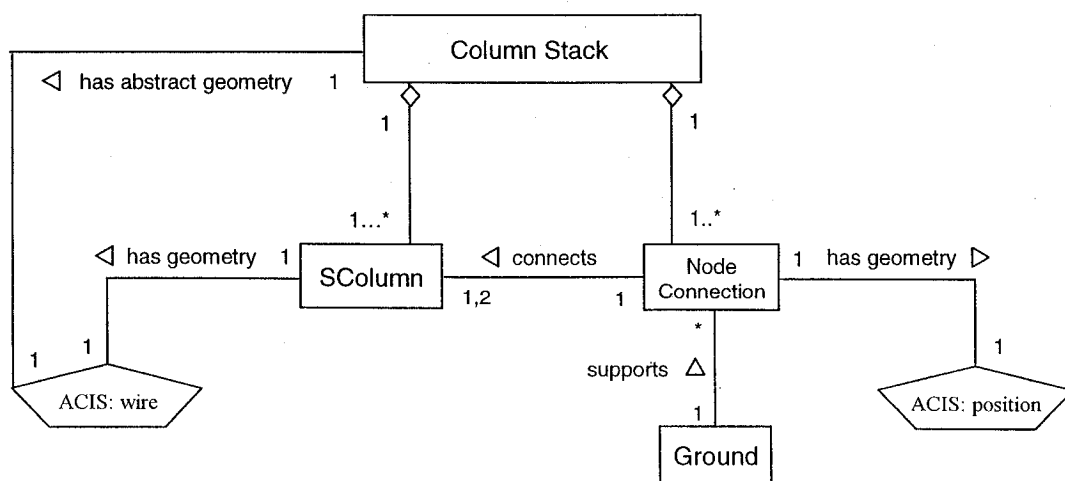 Column Stack
has abstract geometry 1
1 1
1...* 1..*
has geometry 1
connects
1 has geometry
SColumn
Node
Connection
1,2 1
*
1 1
supports
1
ACIS: wire
1
ACIS: position
1
Ground